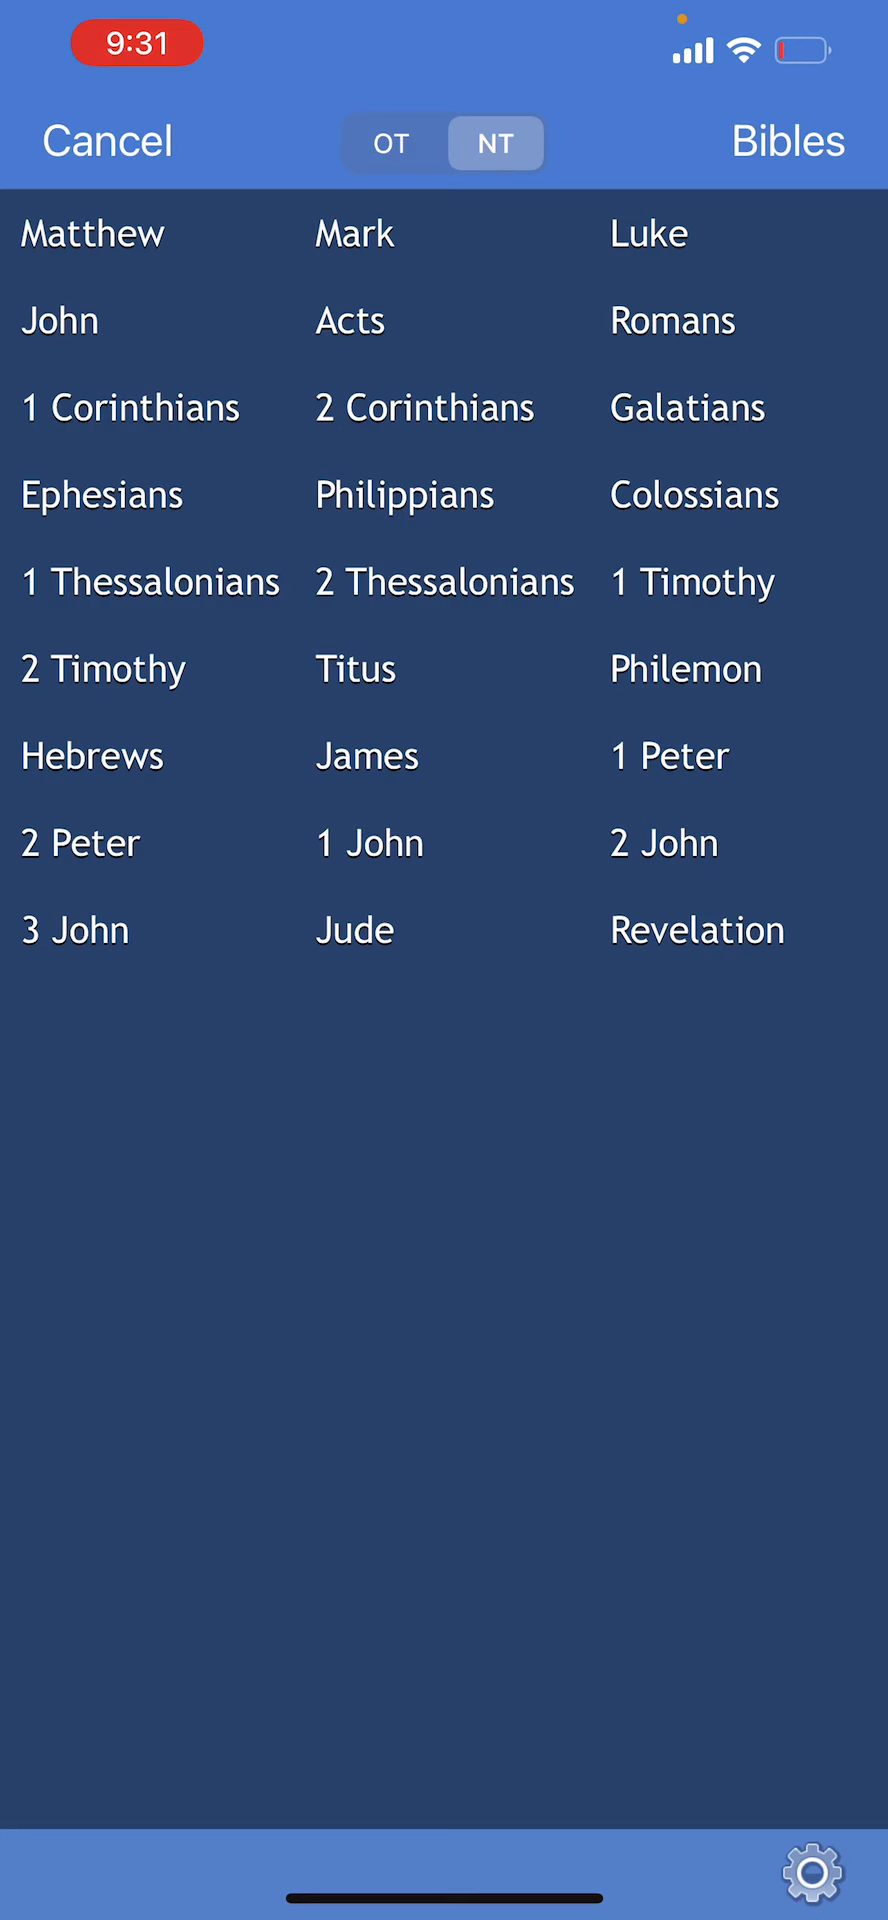 9:31
Cancel OT NT Bibles
Matthew Mark Luke
John Acts Romans
1 Corinthians 2 Corinthians Galatians
Ephesians Philippians Colossians
1 Thessalonians 2 Thessalonians 1 Timothy
2 Timothy Titus Philemon
Hebrews James 1 Peter
2 Peter 1 John 2 John
3 John Jude Revelation